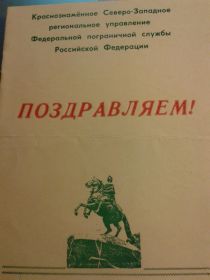 Краснознамённое Северо-Западное
региональное управление
Федеральной пограничной службы
Российской Федерации
ПОЗДРАВЛЯЕМ!